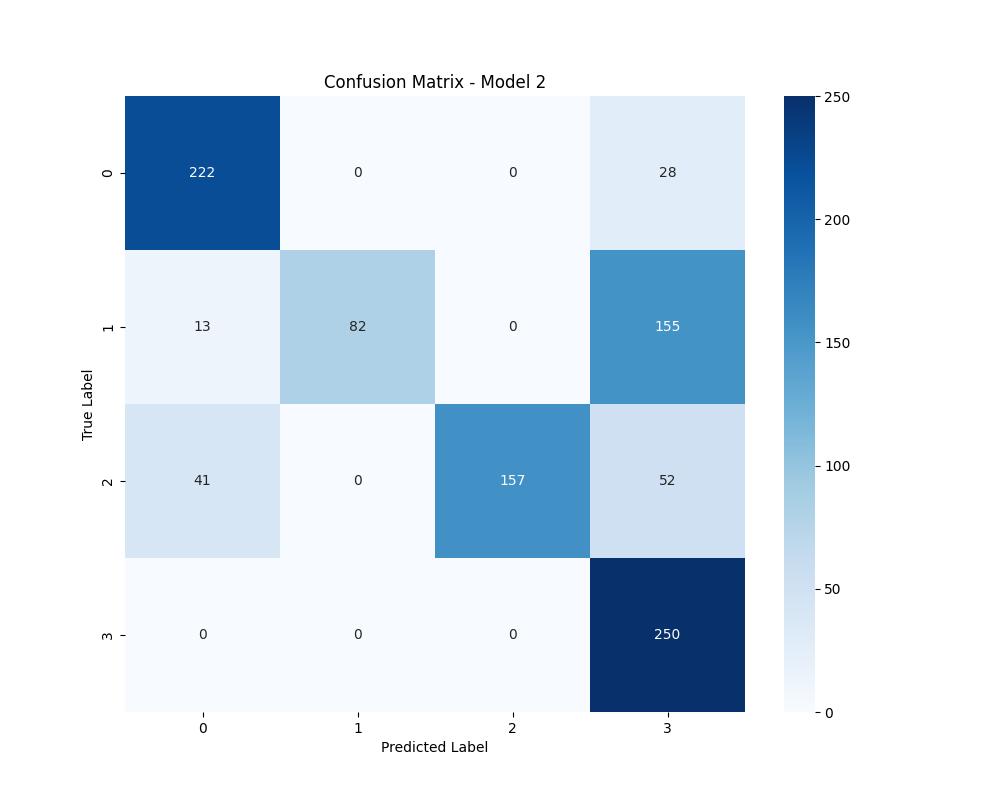 Confusion Matrix - Model 2
250
0 222 0 0 28
200
1 13 82 0 155
150
True Label
100
2 41 0 157 52
50
3 0 0 0 250
0
0 1 2 3
Predicted Label